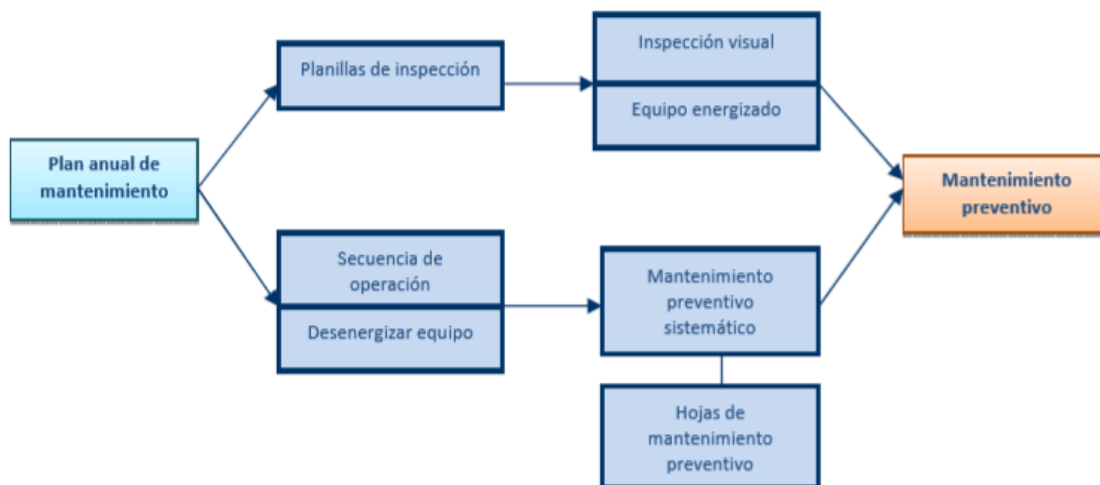 Plan anual de
mantenimiento
Planillas de inspección
Inspección visual
Equipo energizado
Secuencia de
operación
Desenergizar equipo
Mantenimiento
preventivo
sistemático
Hojas de
mantenimiento
preventivo
Mantenimiento
preventivo